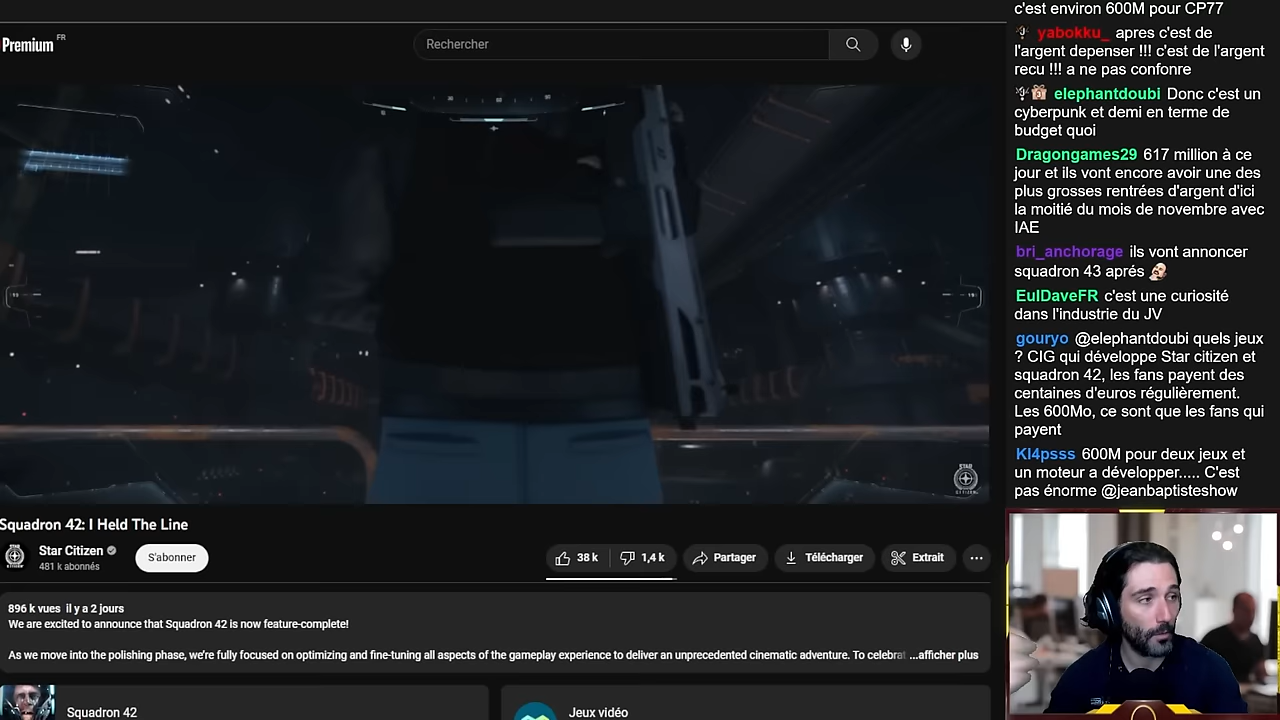 Premium FR
Rechercher
Squadron 42: I Held The Line
Star Citizen
481 k abonnés
S'abonner
38 k
1,4 k
Partager
Télécharger
Extrait
896 k vues il y a 2 jours
We are excited to announce that Squadron 42 is now feature-complete!
As we move into the polishing phase, we're fully focused on optimizing and fine-tuning all aspects of the gameplay experience to deliver an unprecedented cinematic adventure. To celebrat ...afficher plus
Squadron 42
Jeux vidéo
STAR
CITIZEN
c'est environ 600M pour CP77
yabokku_ apres c'est de
l'argent depenser !!! c'est de l'argent
recu !!! a ne pas confonre
elephantdoubi Donc c'est un
cyberpunk et demi en terme de
budget quoi
Dragongames29 617 million à ce
jour et ils vont encore avoir une des
plus grosses rentrées d'argent d'ici
la moitié du mois de novembre avec
IAE
bri_anchorage ils vont annoncer
squadron 43 aprés
EulDaveFR c'est une curiosité
dans l'industrie du JV
gouryo @elephantdoubi quels jeux
? CIG qui développe Star citizen et
squadron 42, les fans payent des
centaines d'euros régulièrement.
Les 600Mo, ce sont que les fans qui
payent
Kl4psss 600M pour deux jeux et
un moteur a développer..... C'est
pas énorme @jeanbaptisteshow